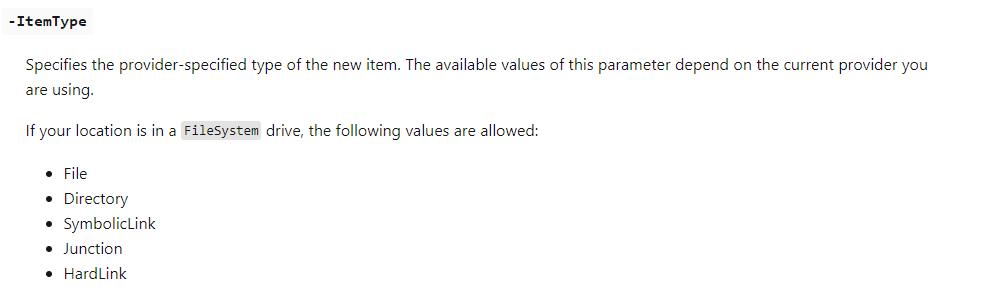 -ItemType
Specifies the provider-specified type of the new item. The available values of this parameter depend on the current provider you
are using.
If your location is in a FileSystem drive, the following values are allowed:
• File
• Directory
• SymbolicLink
• Junction
• HardLink